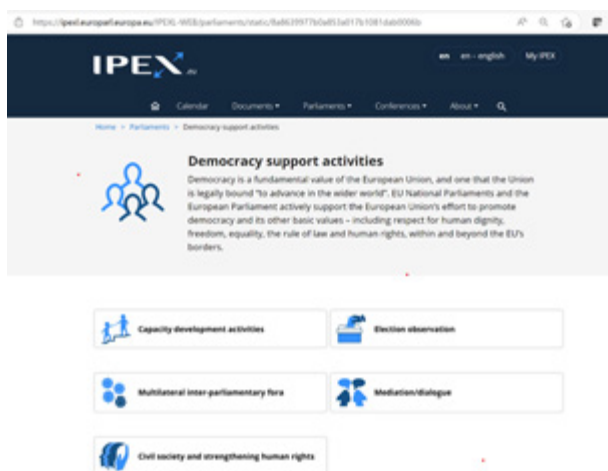 IPEX.eu
en en - english My IPEX
Calendar Documents Parliaments Conferences About
Home > Parliaments > Democracy support activities
Democracy support activities
Democracy is a fundamental value of the European Union, and one that the Union
is legally bound "to advance in the wider world". EU National Parliaments and the
European Parliament actively support the European Union's effort to promote
democracy and its other basic values – including respect for human dignity,
freedom, equality, the rule of law and human rights, within and beyond the EU's
borders.
Capacity development activities
Election observation
Multilateral inter-parliamentary fora
Mediation/dialogue
Civil society and strengthening human rights